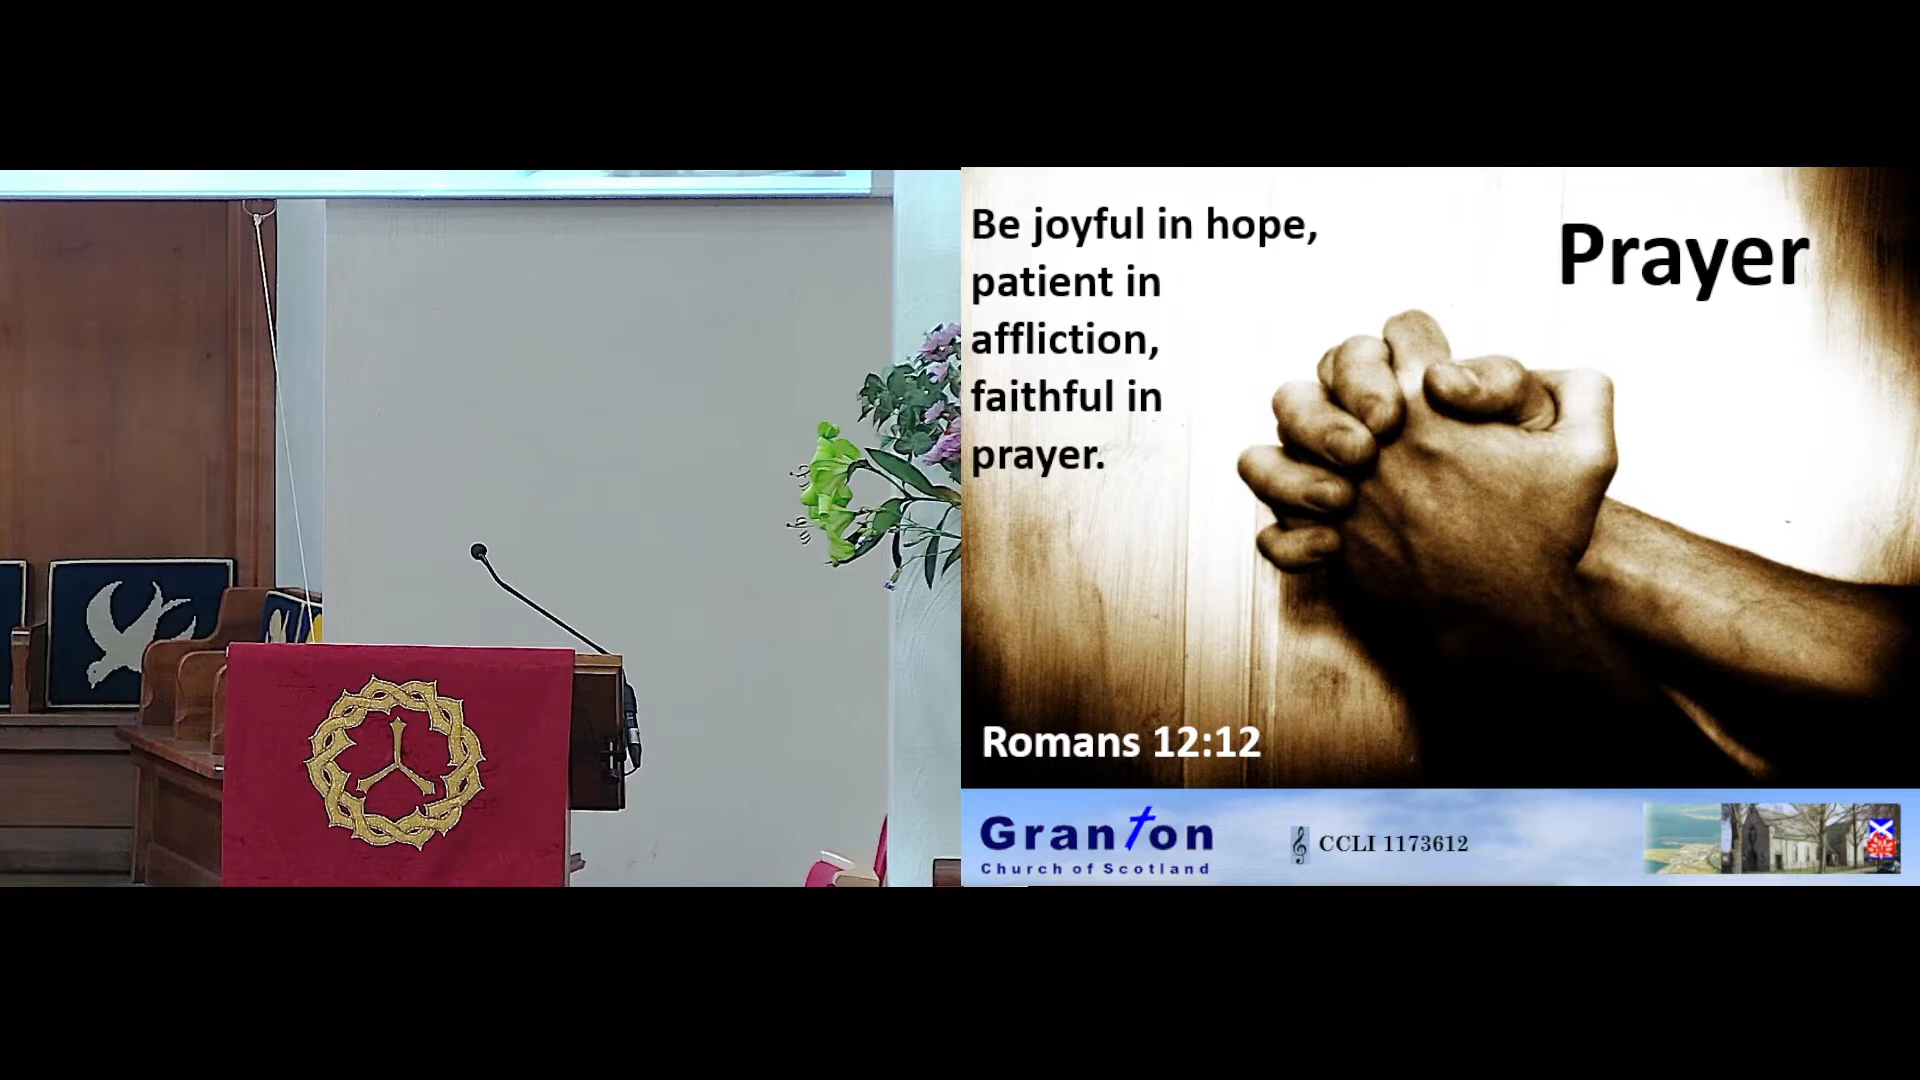 Be joyful in hope,
patient in
affliction,
faithful in
prayer.
Prayer
Romans 12:12
Granton
Church of Scotland
CCLI 1173612